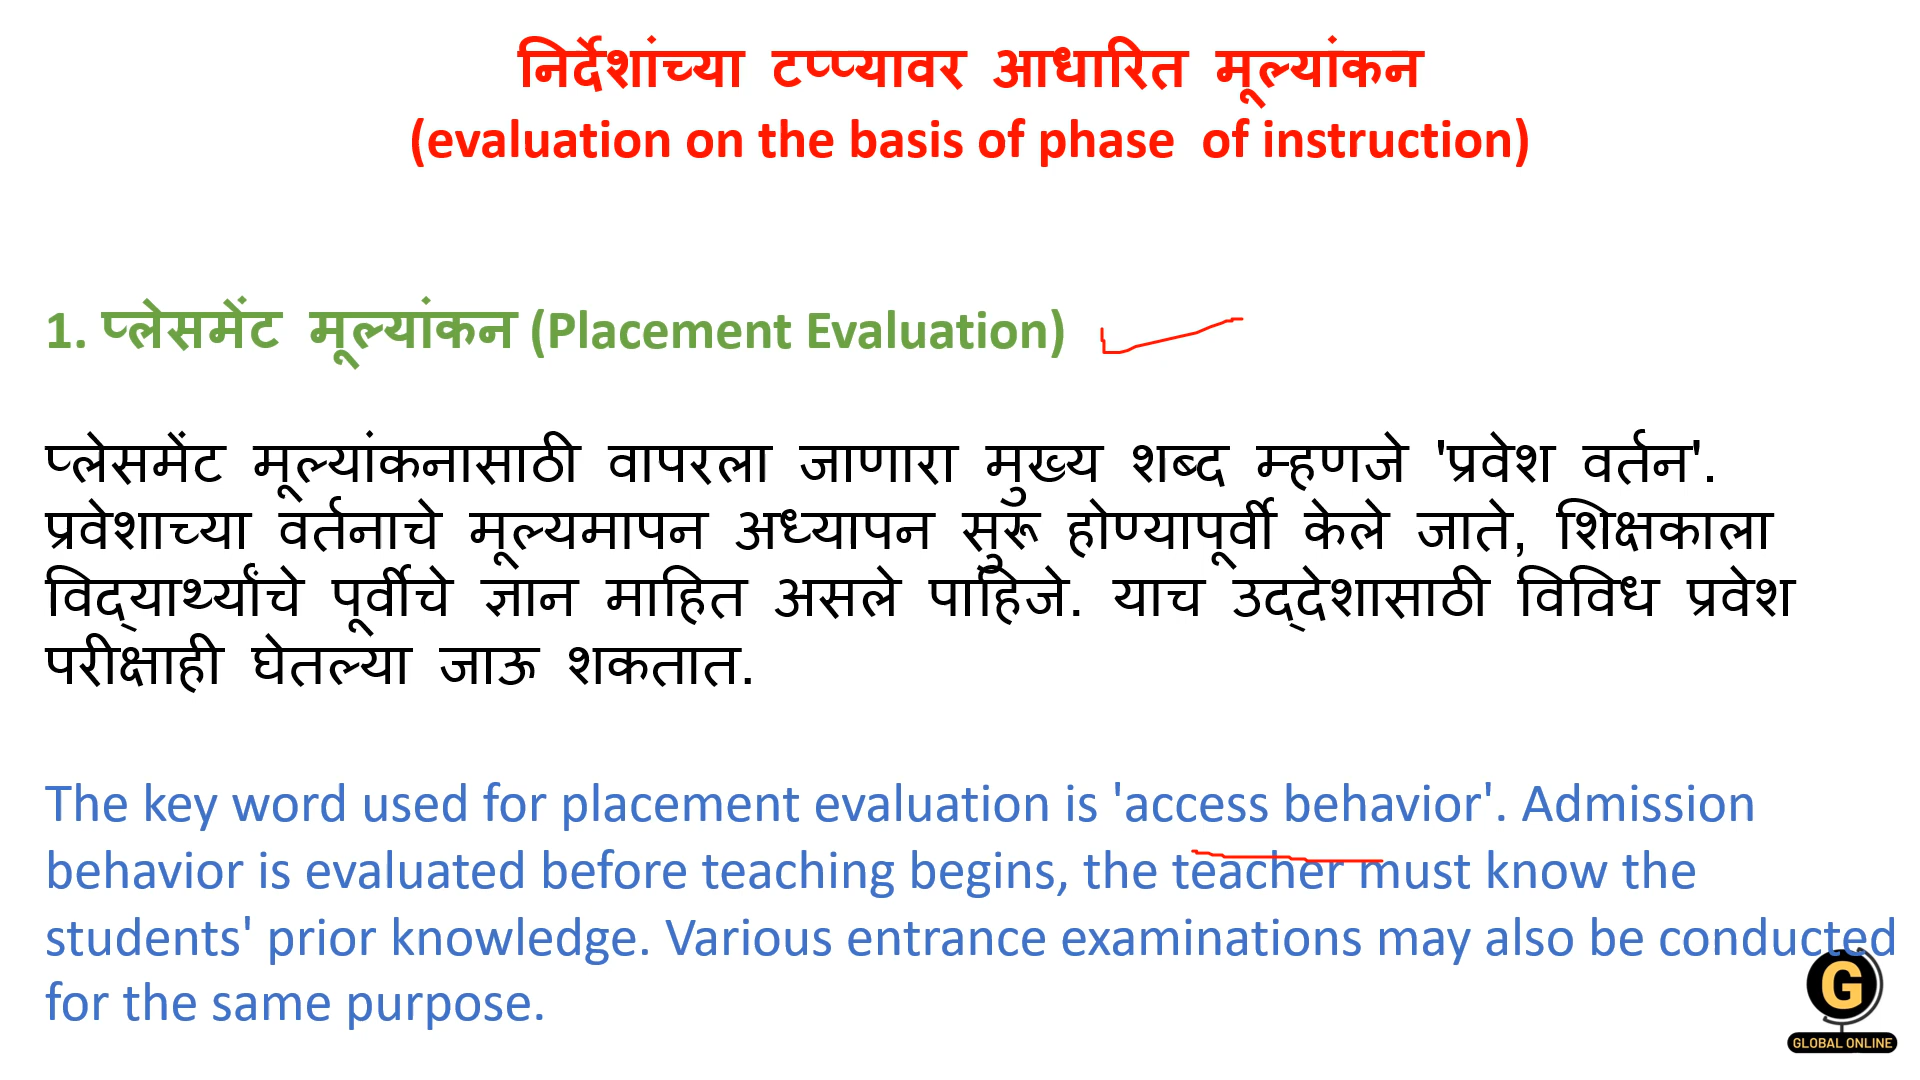 निर्देशांच्या टप्प्यावर आधारित मूल्यांकन
(evaluation on the basis of phase of instruction)
1. प्लेसमेंट मूल्यांकन (Placement Evaluation)
प्लेसमेंट मूल्यांकनासाठी वापरला जाणारा मुख्य शब्द म्हणजे 'प्रवेश वर्तन'.
प्रवेशाच्या वर्तनाचे मूल्यमापन अध्यापन सुरू होण्यापूर्वी केले जाते, शिक्षकाला
विद्यार्थ्यांचे पूर्वीचे ज्ञान माहित असले पाहिजे. याच उद्देशासाठी विविध प्रवेश
परीक्षाही घेतल्या जाऊ शकतात.
The key word used for placement evaluation is 'access behavior'. Admission
behavior is evaluated before teaching begins, the teacher must know the
students' prior knowledge. Various entrance examinations may also be conducted
for the same purpose.
G
GLOBAL ONLINE